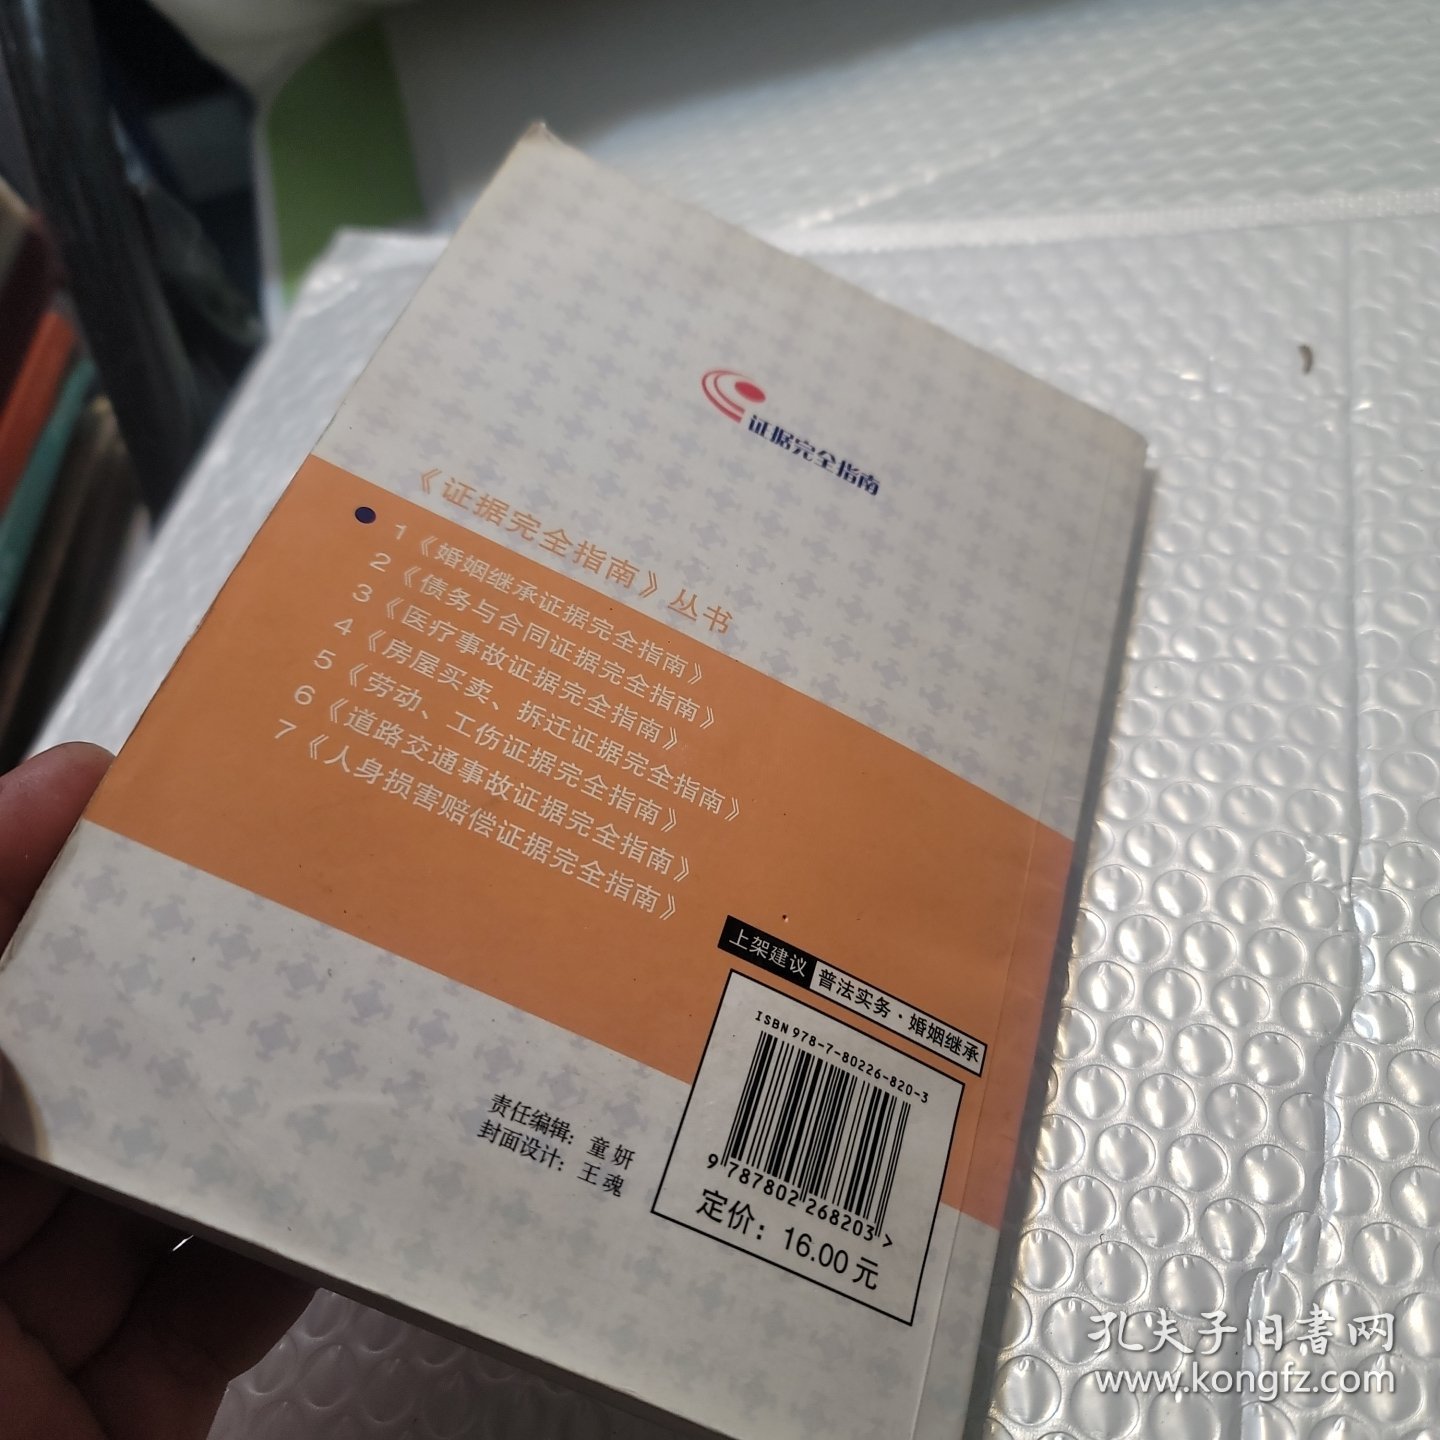 证据完全指南
《证据完全指南》丛书
1《婚姻继承证据完全指南》
2《债务与合同证据完全指南》
3《医疗事故证据完全指南》
4《房屋买卖、拆迁证据完全指南》
5《劳动、工伤证据完全指南》
6《道路交通事故证据完全指南》
7《人身损害赔偿证据完全指南》
上架建议 普法实务·婚姻继承
ISBN 978-7-80226-820-3
9 787802 268203 >
定价：16.00元
责任编辑：童 妍
封面设计：王 魂
孔夫子旧書网
www.kongfz.com